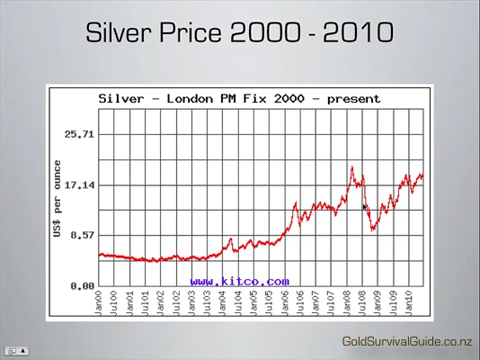 Silver Price 2000 - 2010
Silver - London PM Fix 2000 - present
US$ per ounce
25,71
17,14
8,57
0,00
www.kitco.com
Jan00
Jul00
Jan01
Jul01
Jan02
Jul02
Jan03
Jul03
Jan04
Jul04
Jan05
Jul05
Jan06
Jul06
Jan07
Jul07
Jan08
Jul08
Jan09
Jul09
Jan10
GoldSurvivalGuide.co.nz